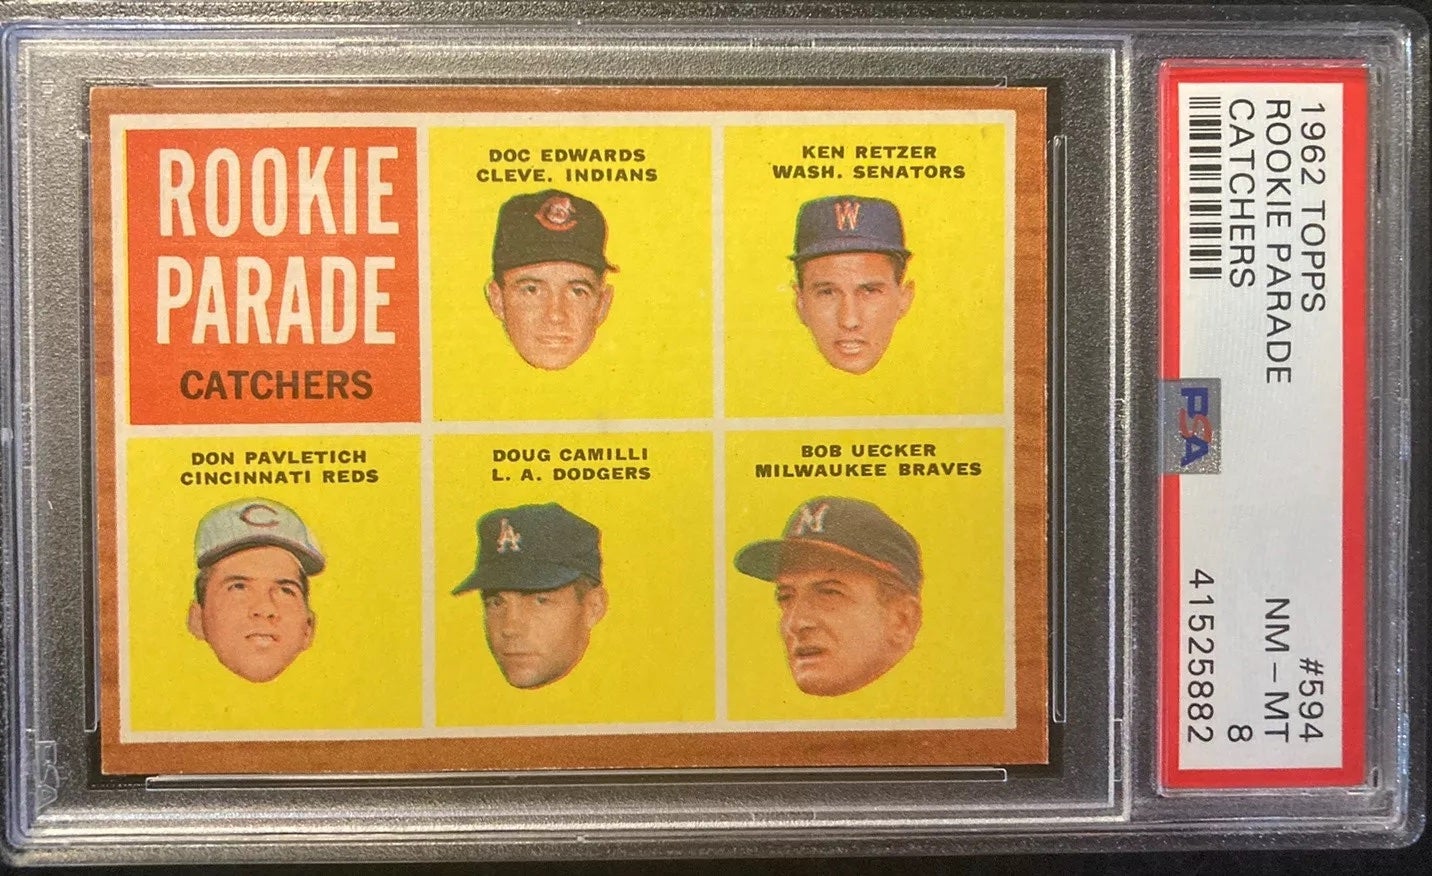 ROOKIE
PARADE
CATCHERS
DOC EDWARDS
CLEVE. INDIANS
C
KEN RETZER
WASH. SENATORS
W
DON PAVLETICH
CINCINNATI REDS
C
DOUG CAMILLI
L. A. DODGERS
LA
BOB UECKER
MILWAUKEE BRAVES
M
1962 TOPPS #594
ROOKIE PARADE NM - MT
CATCHERS 8
41525882
PSA